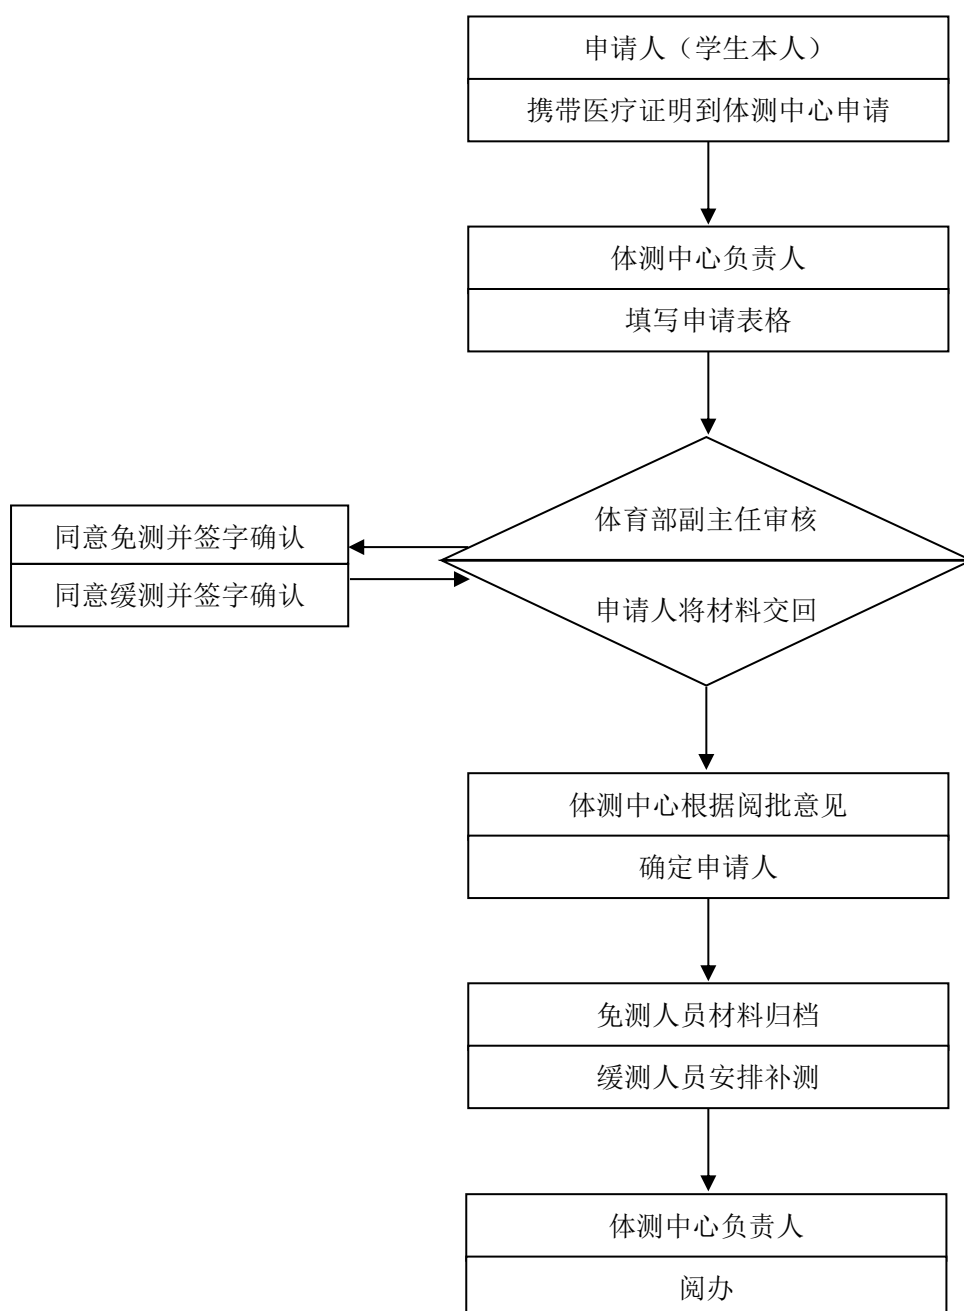 申请人（学生本人）
携带医疗证明到体测中心申请
体测中心负责人
填写申请表格
体育部副主任审核
同意免测并签字确认
同意缓测并签字确认
申请人将材料交回
体测中心根据阅批意见
确定申请人
免测人员材料归档
缓测人员安排补测
体测中心负责人
阅办